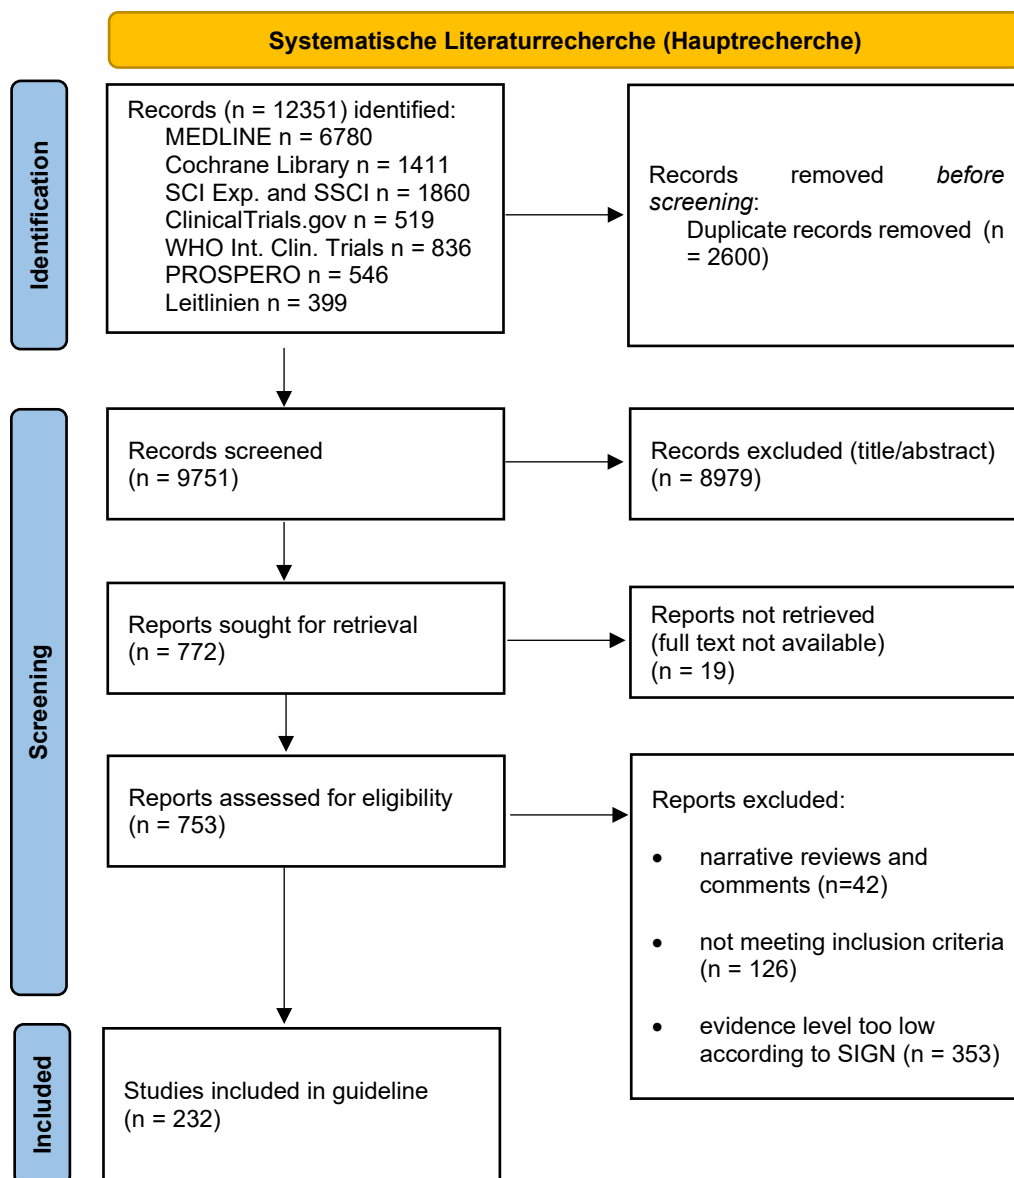 Systematische Literaturrecherche (Hauptrecherche)
Identification
Records (n = 12351) identified:
MEDLINE n = 6780
Cochrane Library n = 1411
SCI Exp. and SSCI n = 1860
ClinicalTrials.gov n = 519
WHO Int. Clin. Trials n = 836
PROSPERO n = 546
Leitlinien n = 399
Records removed before
screening:
Duplicate records removed (n
= 2600)
Screening
Records screened
(n = 9751)
Records excluded (title/abstract)
(n = 8979)
Reports sought for retrieval
(n = 772)
Reports not retrieved
(full text not available)
(n = 19)
Reports assessed for eligibility
(n = 753)
Reports excluded:
• narrative reviews and
comments (n=42)
• not meeting inclusion criteria
(n = 126)
• evidence level too low
according to SIGN (n = 353)
Included
Studies included in guideline
(n = 232)